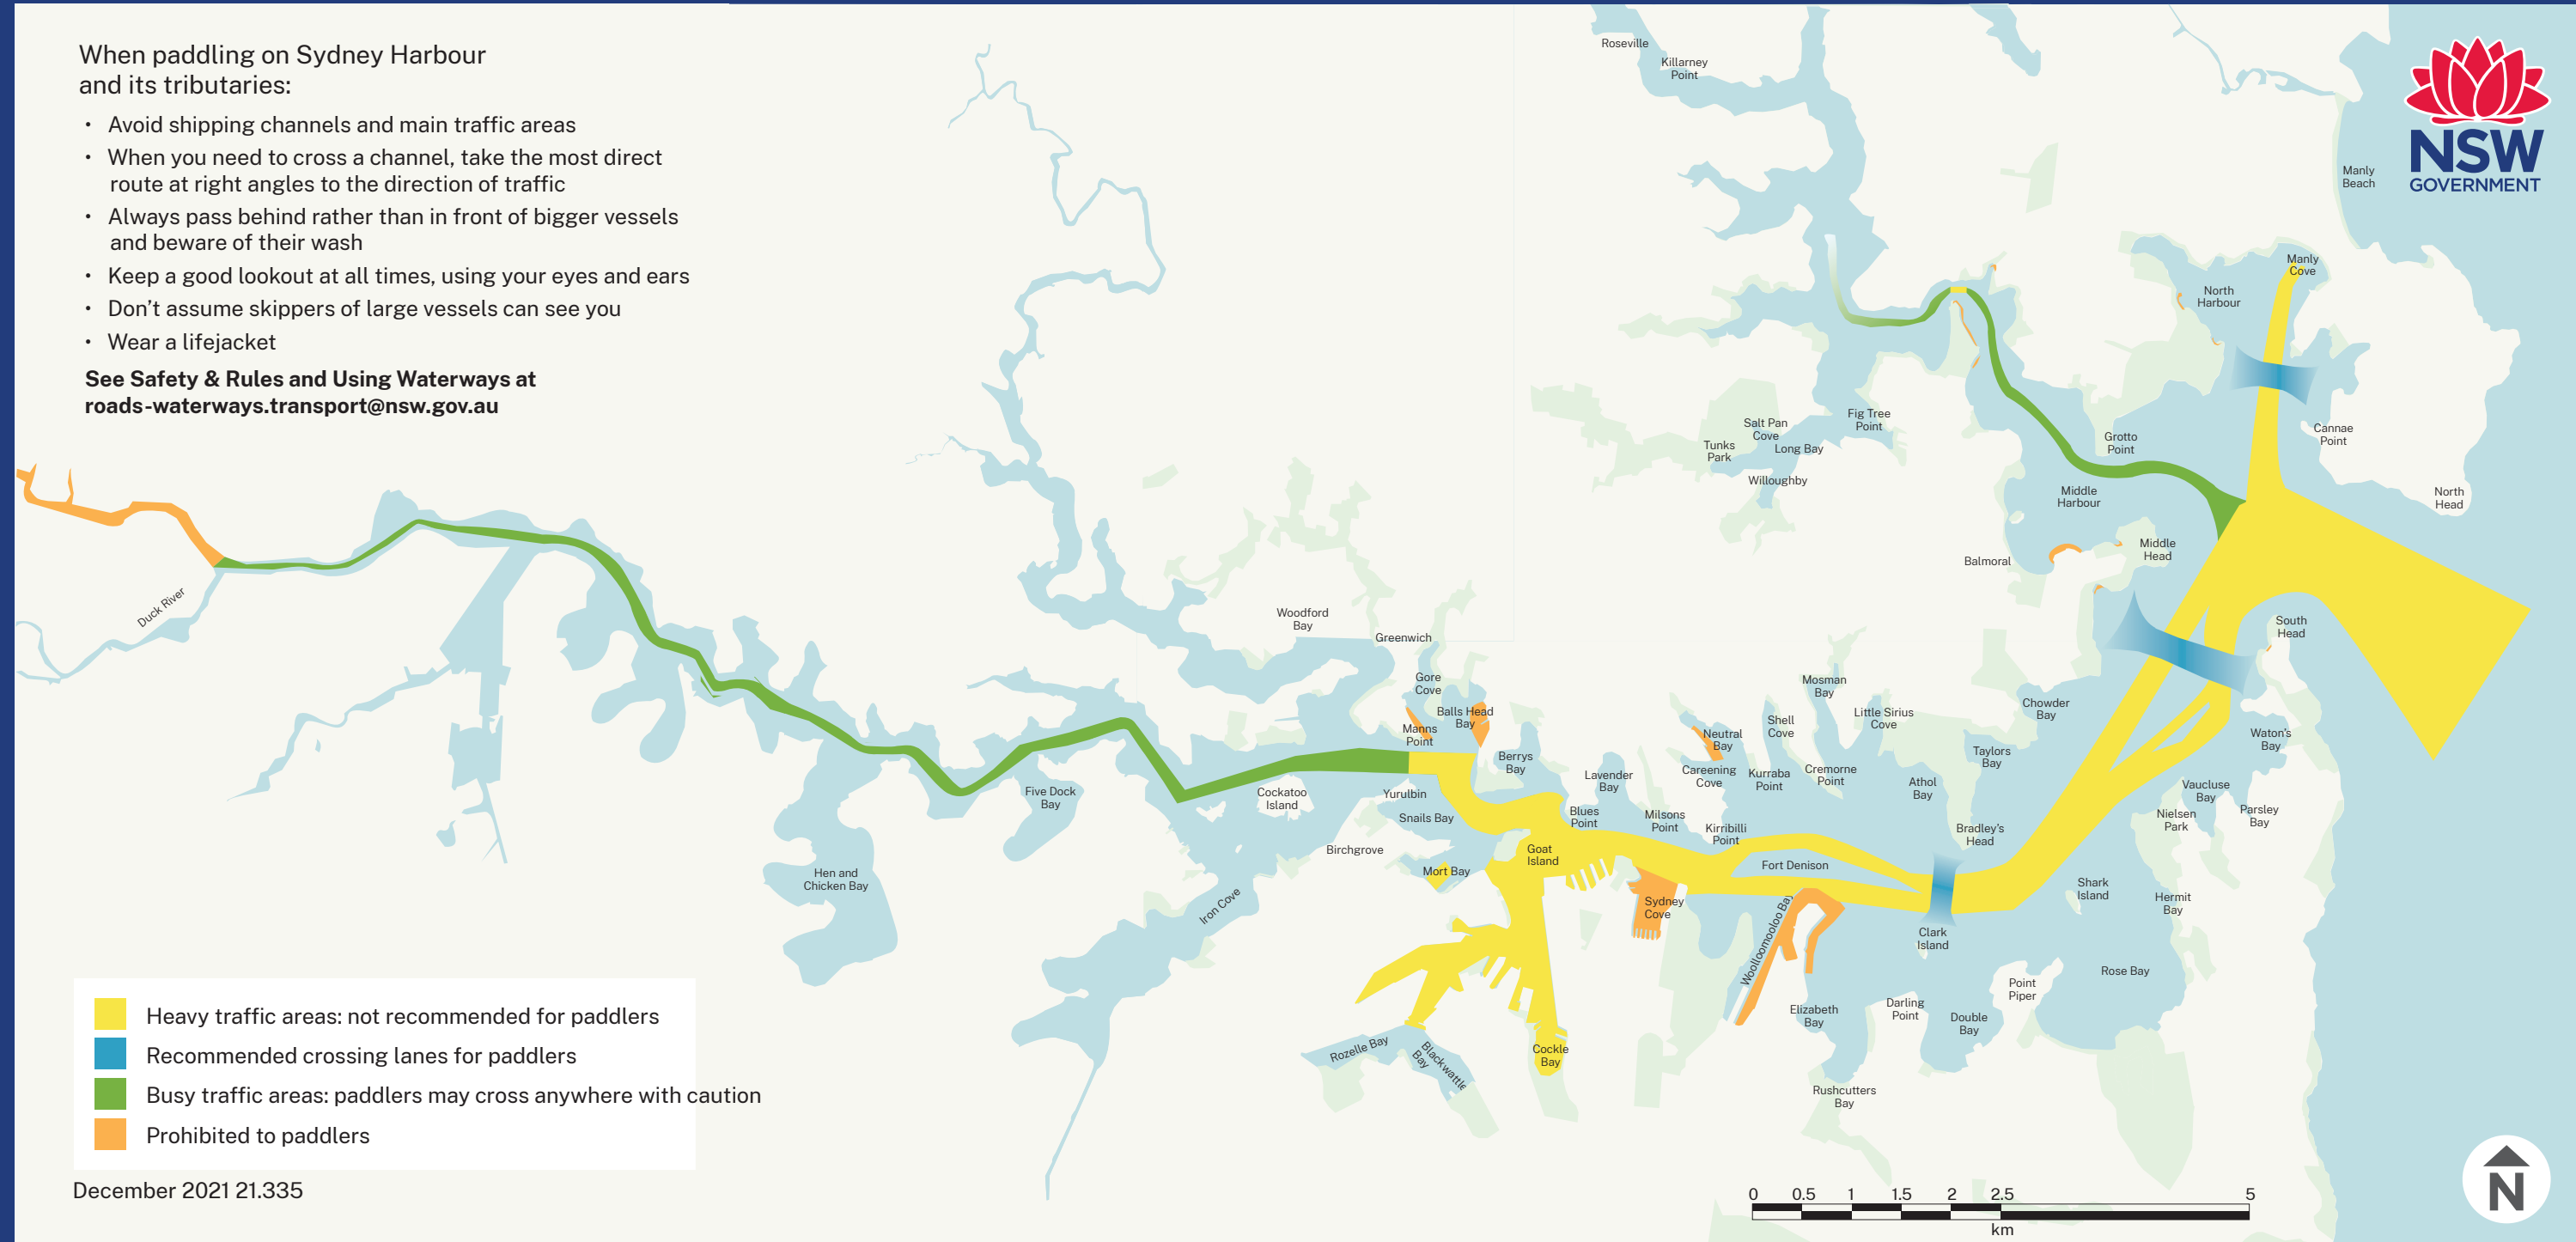 When paddling on Sydney Harbour
and its tributaries:
• Avoid shipping channels and main traffic areas
• When you need to cross a channel, take the most direct
route at right angles to the direction of traffic
• Always pass behind rather than in front of bigger vessels
and beware of their wash
• Keep a good lookout at all times, using your eyes and ears
• Don't assume skippers of large vessels can see you
• Wear a lifejacket
See Safety & Rules and Using Waterways at
roads-waterways.transport@nsw.gov.au
NSW
GOVERNMENT
Roseville
Killarney
Point
Manly
Beach
Manly
Cove
North
Harbour
Cannae
Point
North
Head
Fig Tree
Point
Salt Pan
Cove
Tunks
Park
Long Bay
Willoughby
Grotto
Point
Middle
Harbour
Middle
Head
Balmoral
South
Head
Duck River
Woodford
Bay
Greenwich
Gore
Cove
Balls Head
Bay
Manns
Point
Berrys
Bay
Lavender
Bay
Neutral
Bay
Careening
Cove
Shell
Cove
Kurraba
Point
Mosman
Bay
Cremorne
Point
Little Sirius
Cove
Athol
Bay
Taylors
Bay
Chowder
Bay
Waton's
Bay
Vaucluse
Bay
Parsley
Bay
Nielsen
Park
Five Dock
Bay
Cockatoo
Island
Yurulbin
Snails Bay
Blues
Point
Milsons
Point
Kirribilli
Point
Bradley's
Head
Birchgrove
Goat
Island
Mort Bay
Fort Denison
Hen and
Chicken Bay
Iron Cove
Sydney
Cove
Woolloomooloo Bay
Clark
Island
Shark
Island
Hermit
Bay
Rose Bay
Point
Piper
Elizabeth
Bay
Darling
Point
Double
Bay
Rozelle Bay
Blackwattle
Bay
Cockle
Bay
Rushcutters
Bay
Heavy traffic areas: not recommended for paddlers
Recommended crossing lanes for paddlers
Busy traffic areas: paddlers may cross anywhere with caution
Prohibited to paddlers
December 2021 21.335
0 0.5 1 1.5 2 2.5 5
km
N